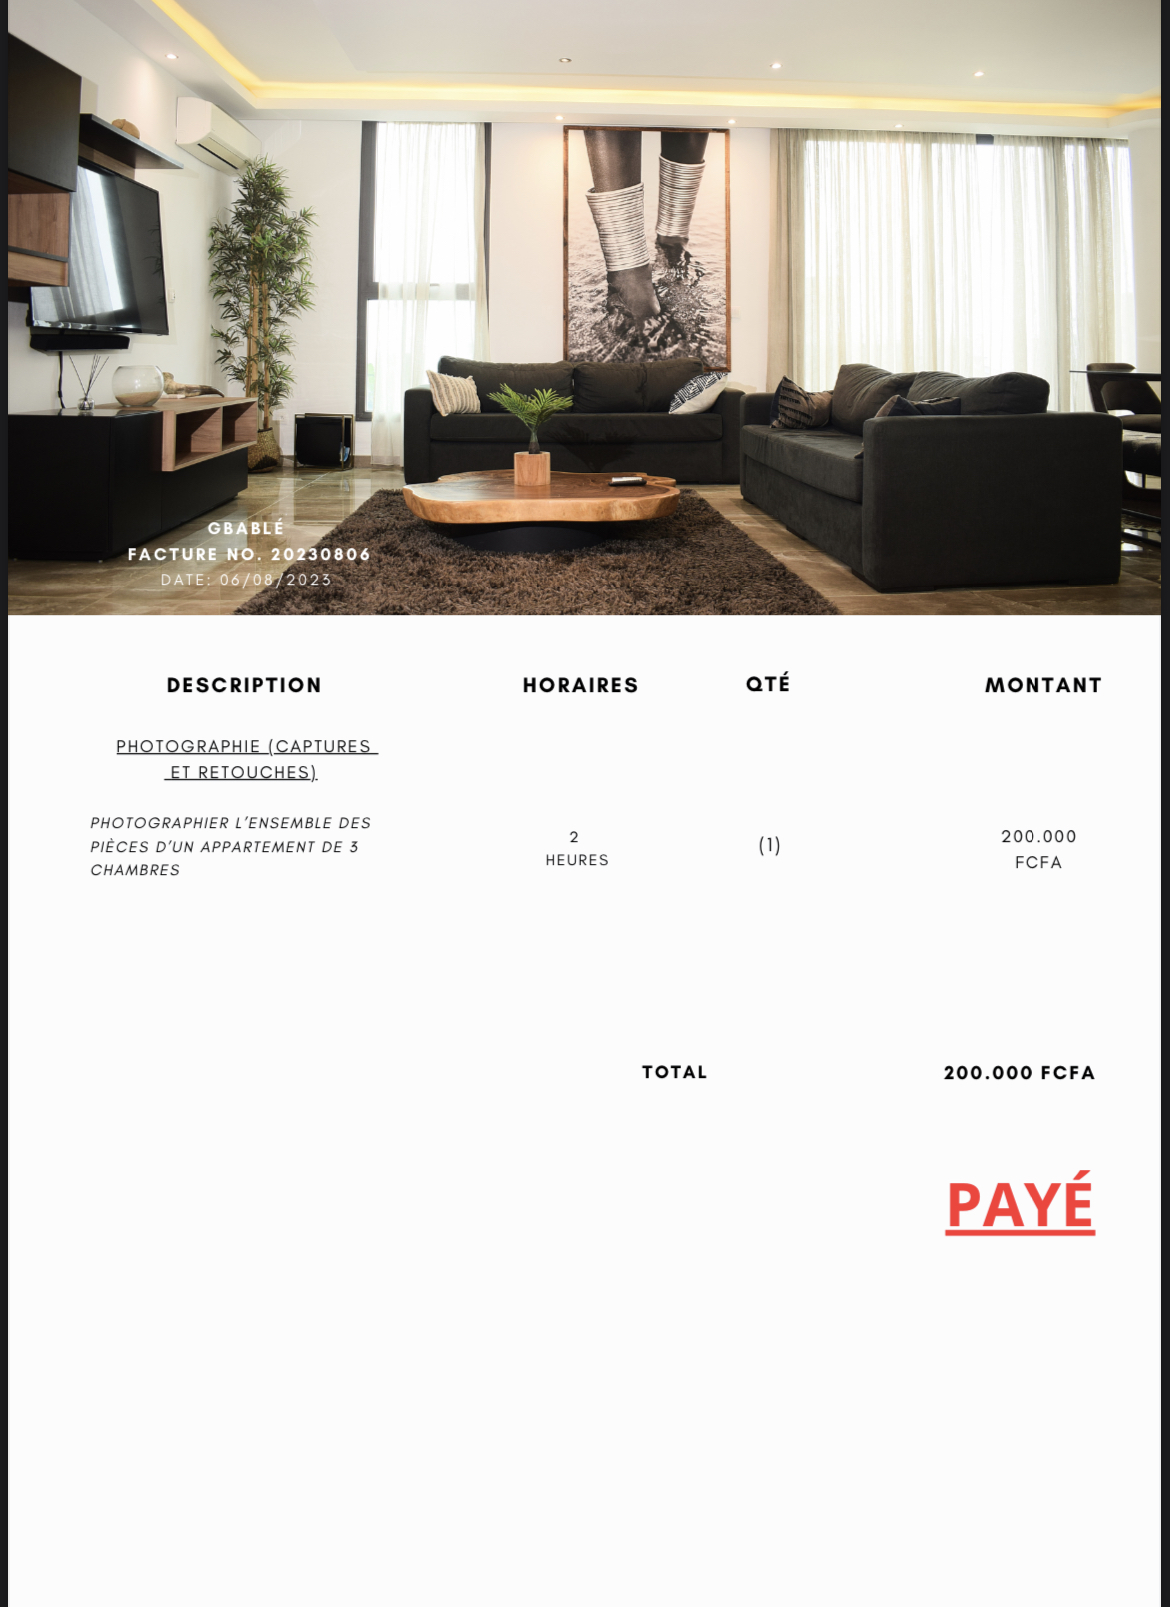 GBABLÉ
FACTURE NO. 20230806
DATE: 06/08/2023
DESCRIPTION HORAIRES QTÉ MONTANT
PHOTOGRAPHIE (CAPTURES
ET RETOUCHES)
PHOTOGRAPHIER L’ENSEMBLE DES
PIÈCES D’UN APPARTEMENT DE 3
CHAMBRES
2
HEURES
(1)
200.000
FCFA
TOTAL 200.000 FCFA
PAYÉ